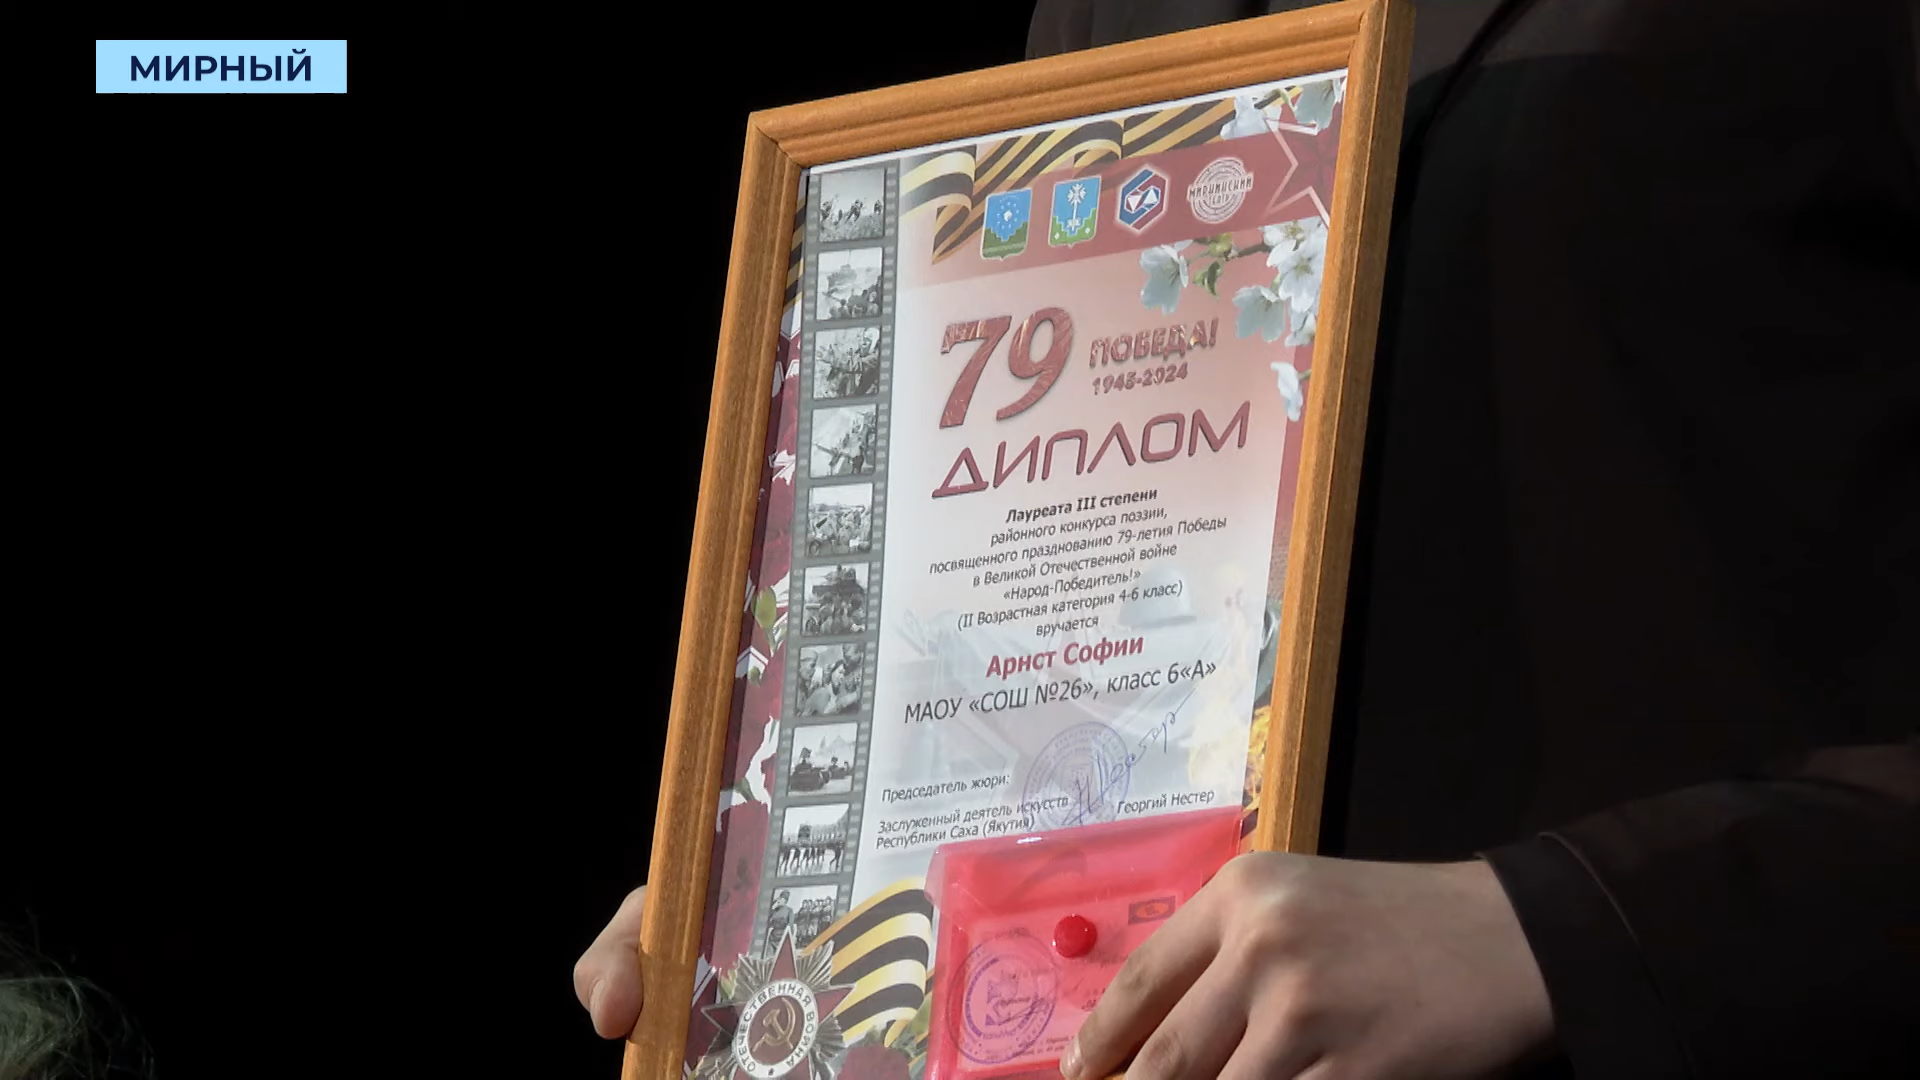 МИРНЫЙ
МИРНИНСКИЙ
ТЕАТР
79
ПОБЕДА!
1945-2024
ДИПЛОМ
Лауреата III степени
районного конкурса поэзии,
посвященного празднованию 79-летия Победы
в Великой Отечественной войне
«Народ-Победитель!»
(II Возрастная категория 4-6 класс)
вручается
Арнст Софии
МАОУ «СОШ №26», класс 6«А»
Председатель жюри:
Заслуженный деятель искусств
Республики Саха (Якутия)
Георгий Нестер
ОТЕЧЕСТВЕННАЯ ВОЙНА